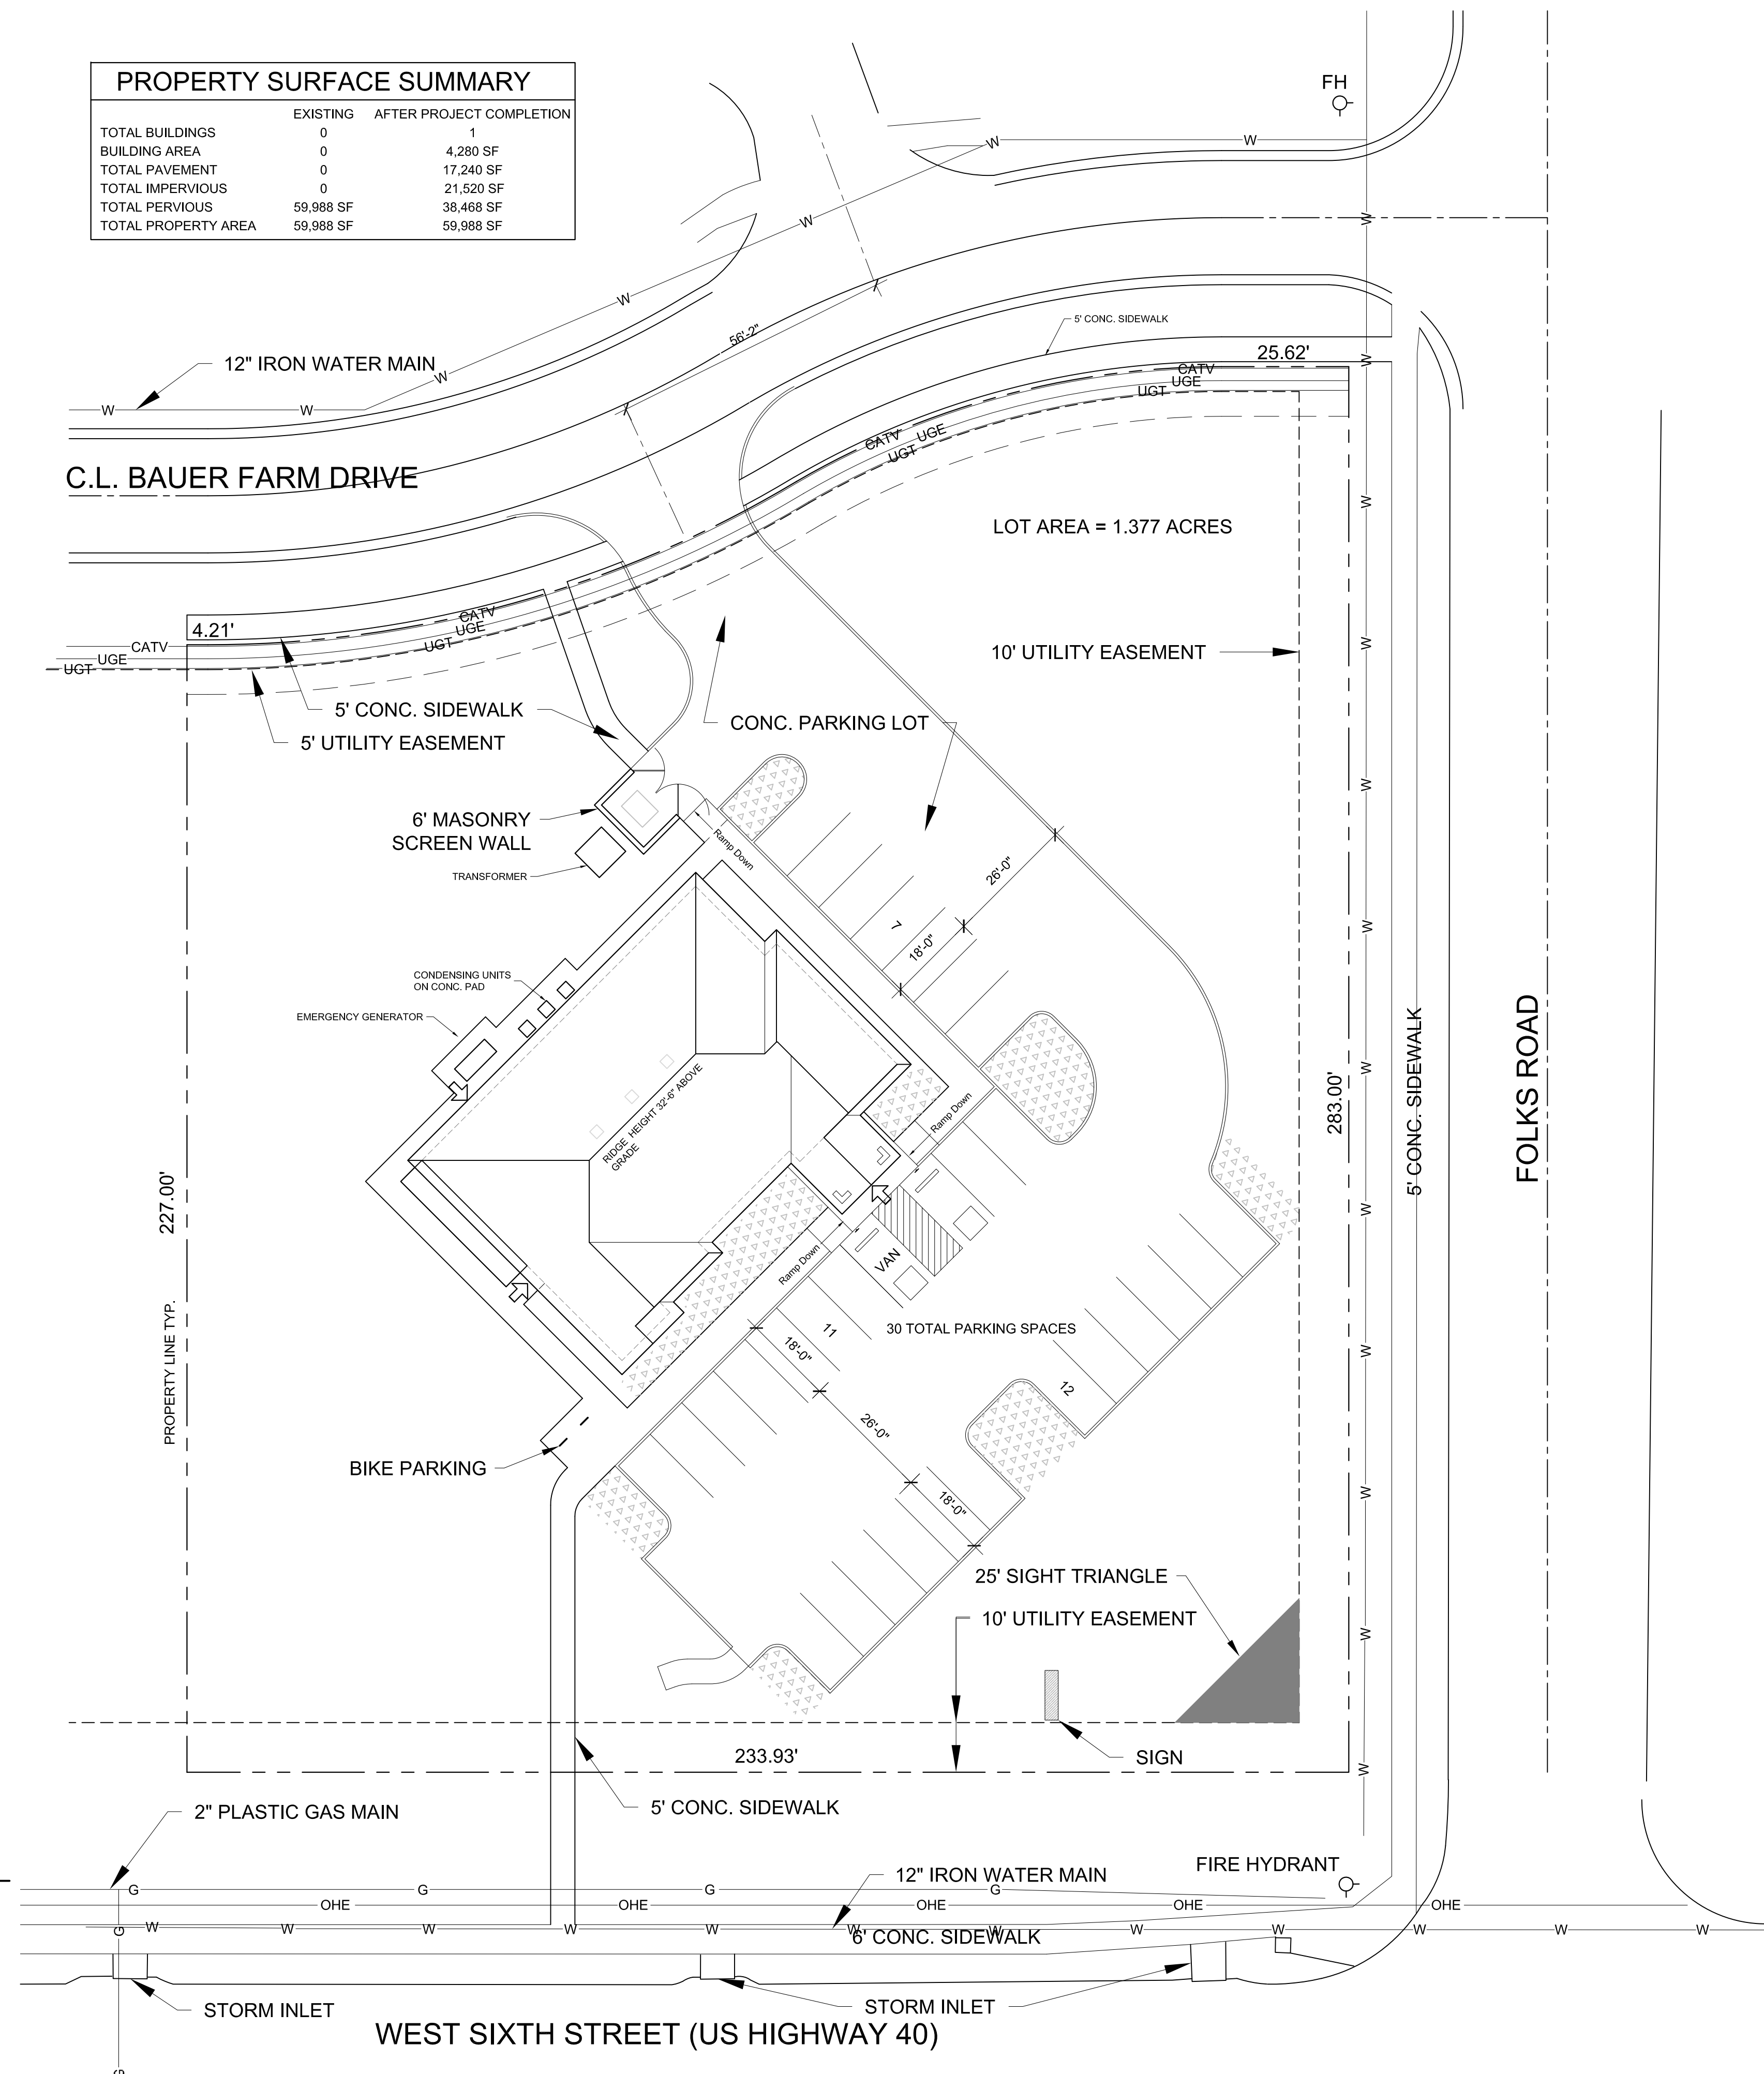 PROPERTY SURFACE SUMMARY
EXISTING AFTER PROJECT COMPLETION
TOTAL BUILDINGS 0 1
BUILDING AREA 0 4,280 SF
TOTAL PAVEMENT 0 17,240 SF
TOTAL IMPERVIOUS 0 21,520 SF
TOTAL PERVIOUS 59,988 SF 38,468 SF
TOTAL PROPERTY AREA 59,988 SF 59,988 SF
FH
W
W
W
W
W
W
56'-2"
5' CONC. SIDEWALK
25.62'
W
12" IRON WATER MAIN
W
CATV
UGE
UGT
W
W
C.L. BAUER FARM DRIVE
CATV
UGE
UGT
W
LOT AREA = 1.377 ACRES
4.21'
CATV
UGE
UGT
CATV
UGE
UGT
W
10' UTILITY EASEMENT
5' CONC. SIDEWALK
CONC. PARKING LOT
5' UTILITY EASEMENT
W
6' MASONRY
SCREEN WALL
Ramp Down
TRANSFORMER
26'-0"
7
18'-0"
W
CONDENSING UNITS
ON CONC. PAD
EMERGENCY GENERATOR
W
RIDGE HEIGHT 32'-6" ABOVE
GRADE
Ramp Down
283.00'
5' CONC. SIDEWALK
FOLKS ROAD
227.00'
W
VAN
Ramp Down
PROPERTY LINE TYP.
11
30 TOTAL PARKING SPACES
18'-0"
W
12
26'-0"
BIKE PARKING
18'-0"
W
25' SIGHT TRIANGLE
10' UTILITY EASEMENT
W
233.93'
SIGN
W
5' CONC. SIDEWALK
2" PLASTIC GAS MAIN
12" IRON WATER MAIN
FIRE HYDRANT
G
G
G
G
OHE
OHE
OHE
OHE
OHE
G
W
W
W
W
W
W
W
W
W
W
W
W
6' CONC. SIDEWALK
STORM INLET
STORM INLET
WEST SIXTH STREET (US HIGHWAY 40)
G